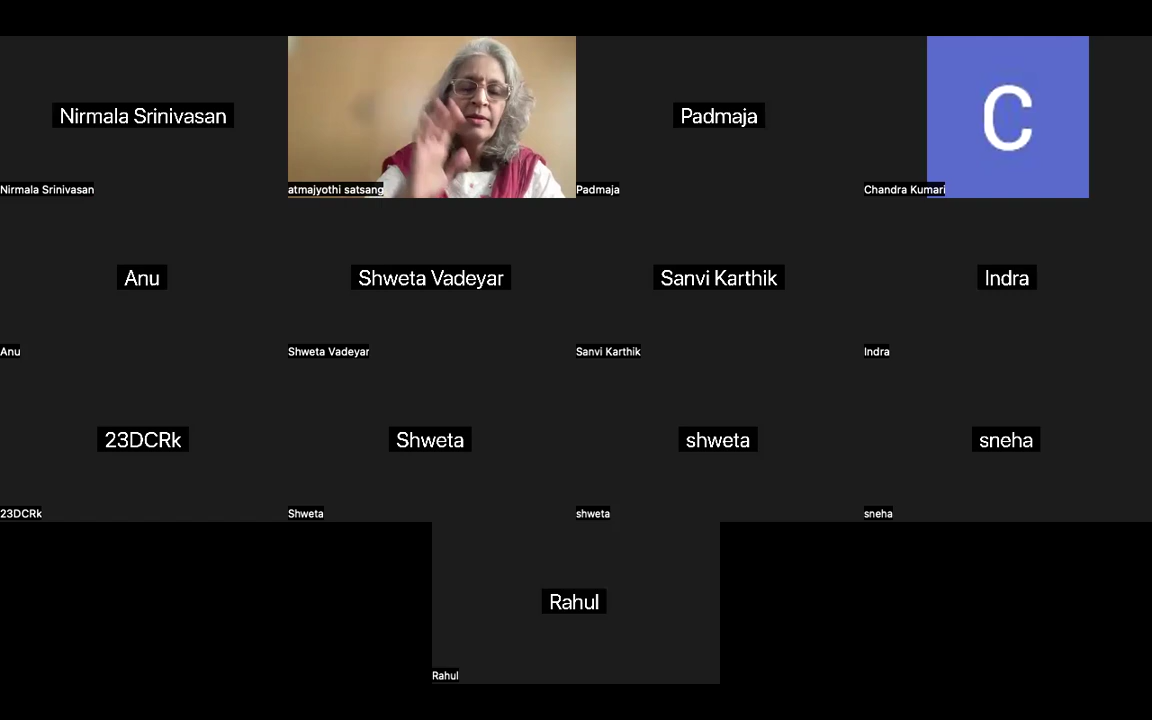 Nirmala Srinivasan
Padmaja
C
Nirmala Srinivasan
atmajyothi satsang
Padmaja
Chandra Kumari
Anu
Shweta Vadeyar
Sanvi Karthik
Indra
Anu
Shweta Vadeyar
Sanvi Karthik
Indra
23DCRk
Shweta
shweta
sneha
23DCRk
Shweta
shweta
sneha
Rahul
Rahul